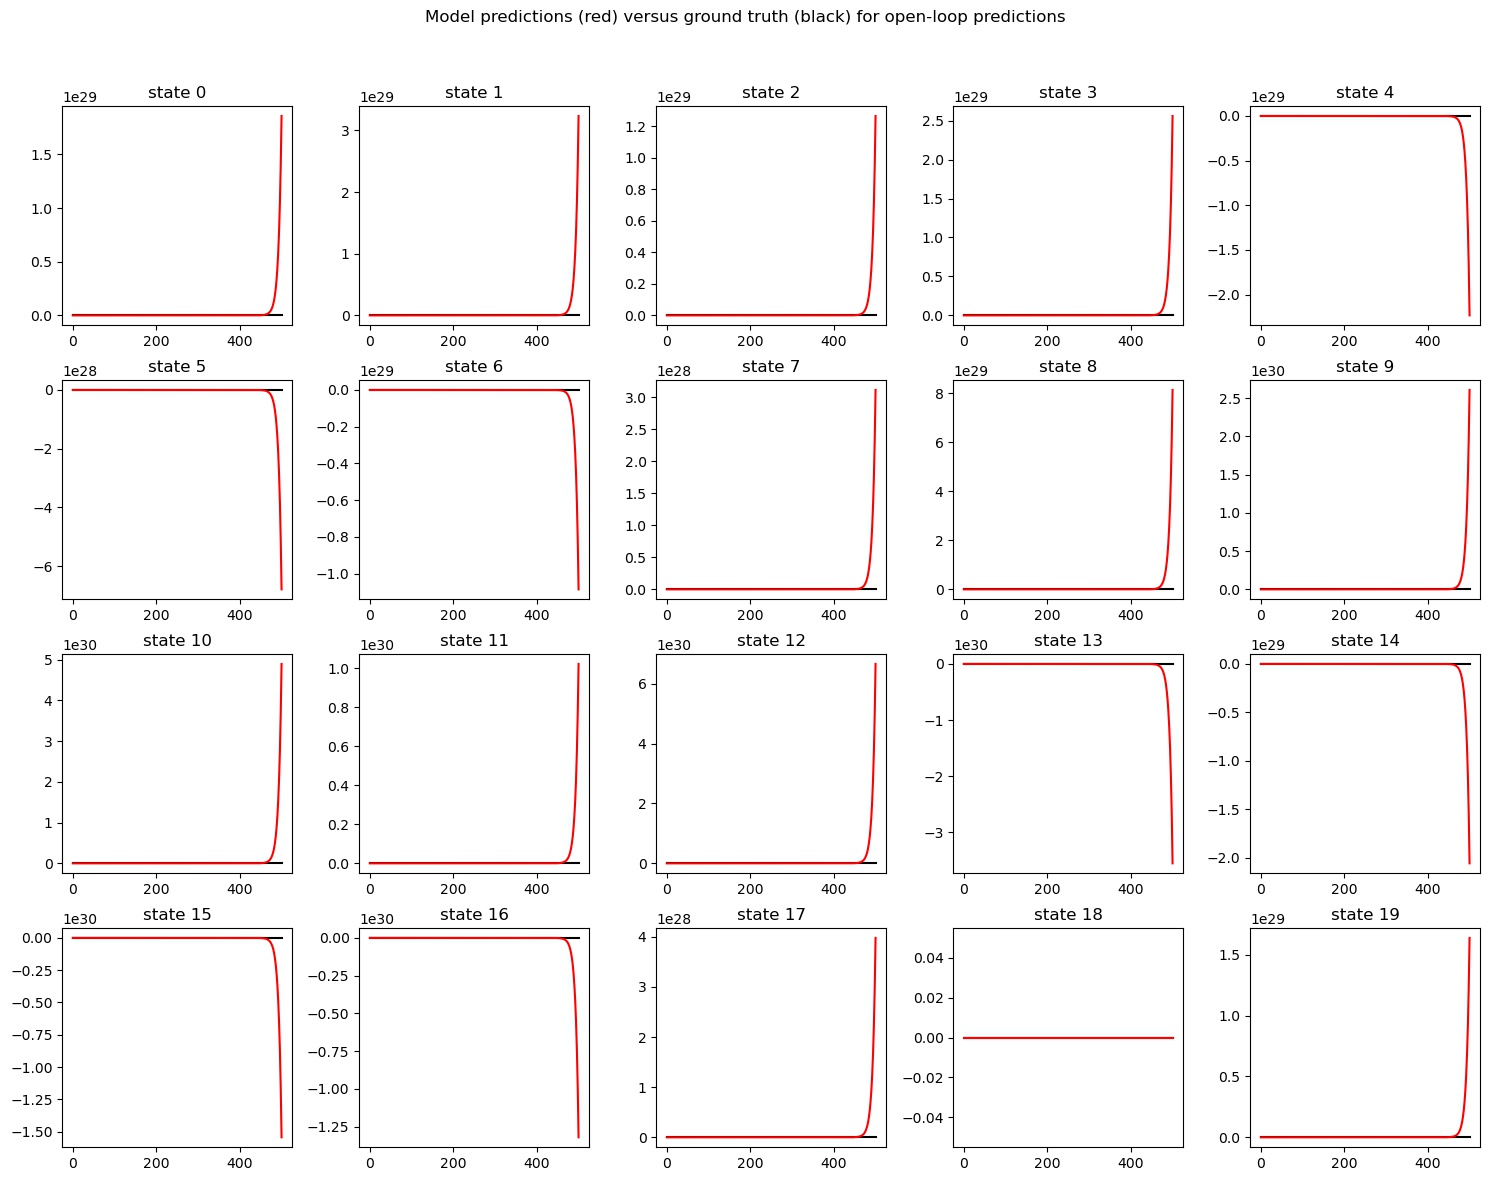 Model predictions (red) versus ground truth (black) for open-loop predictions
state 0 state 1 state 2 state 3 state 4
1e29 1e29 1e29 1e29 1e29
1.5 1.0 0.5 0.0
3 2 1 0
1.2 1.0 0.8 0.6 0.4 0.2 0.0
2.5 2.0 1.5 1.0 0.5 0.0
0.0 −0.5 −1.0 −1.5 −2.0
0 200 400 0 200 400 0 200 400 0 200 400 0 200 400
state 5 state 6 state 7 state 8 state 9
1e28 1e29 1e28 1e29 1e30
0 −2 −4 −6
0.0 −0.2 −0.4 −0.6 −0.8 −1.0
3.0 2.5 2.0 1.5 1.0 0.5 0.0
8 6 4 2 0
2.5 2.0 1.5 1.0 0.5 0.0
0 200 400 0 200 400 0 200 400 0 200 400 0 200 400
state 10 state 11 state 12 state 13 state 14
1e30 1e30 1e30 1e30 1e29
5 4 3 2 1 0
1.0 0.8 0.6 0.4 0.2 0.0
6 4 2 0
0 −1 −2 −3
0.0 −0.5 −1.0 −1.5 −2.0
0 200 400 0 200 400 0 200 400 0 200 400 0 200 400
state 15 state 16 state 17 state 18 state 19
1e30 1e30 1e28 1e29
0.00 −0.25 −0.50 −0.75 −1.00 −1.25 −1.50
0.00 −0.25 −0.50 −0.75 −1.00 −1.25
4 3 2 1 0
0.04 0.02 0.00 −0.02 −0.04
1.5 1.0 0.5 0.0
0 200 400 0 200 400 0 200 400 0 200 400 0 200 400